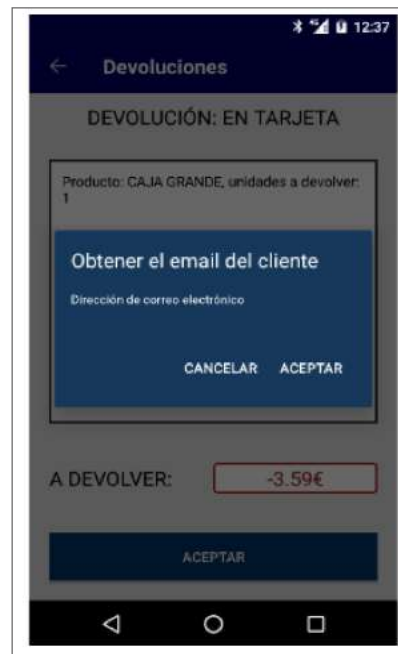 12:37
Devoluciones
DEVOLUCIÓN: EN TARJETA
Producto: CAJA GRANDE, unidades a devolver:
1
Obtener el email del cliente
Dirección de correo electrónico
CANCELAR ACEPTAR
A DEVOLVER: -3.59€
ACEPTAR